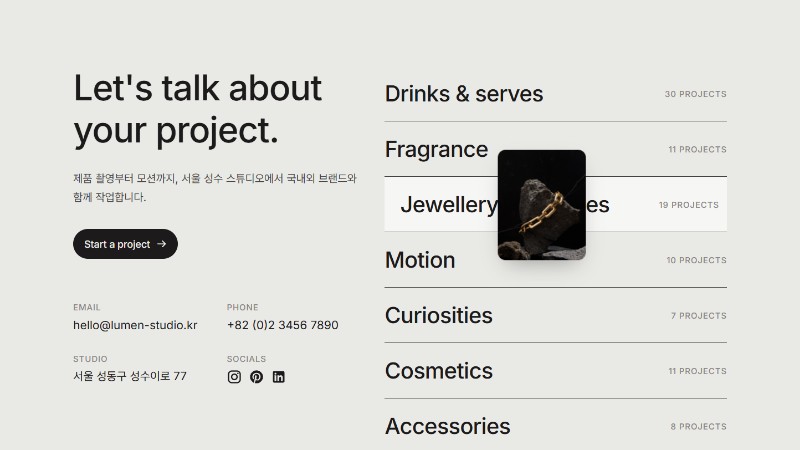 Let's talk about
your project.
제품 촬영부터 모션까지, 서울 성수 스튜디오에서 국내외 브랜드와
함께 작업합니다.
Start a project →
EMAIL
hello@lumen-studio.kr
PHONE
+82 (0)2 3456 7890
STUDIO
서울 성동구 성수이로 77
SOCIALS
Drinks & serves
30 PROJECTS
Fragrance
11 PROJECTS
Jewellery
es
19 PROJECTS
Motion
10 PROJECTS
Curiosities
7 PROJECTS
Cosmetics
11 PROJECTS
Accessories
8 PROJECTS